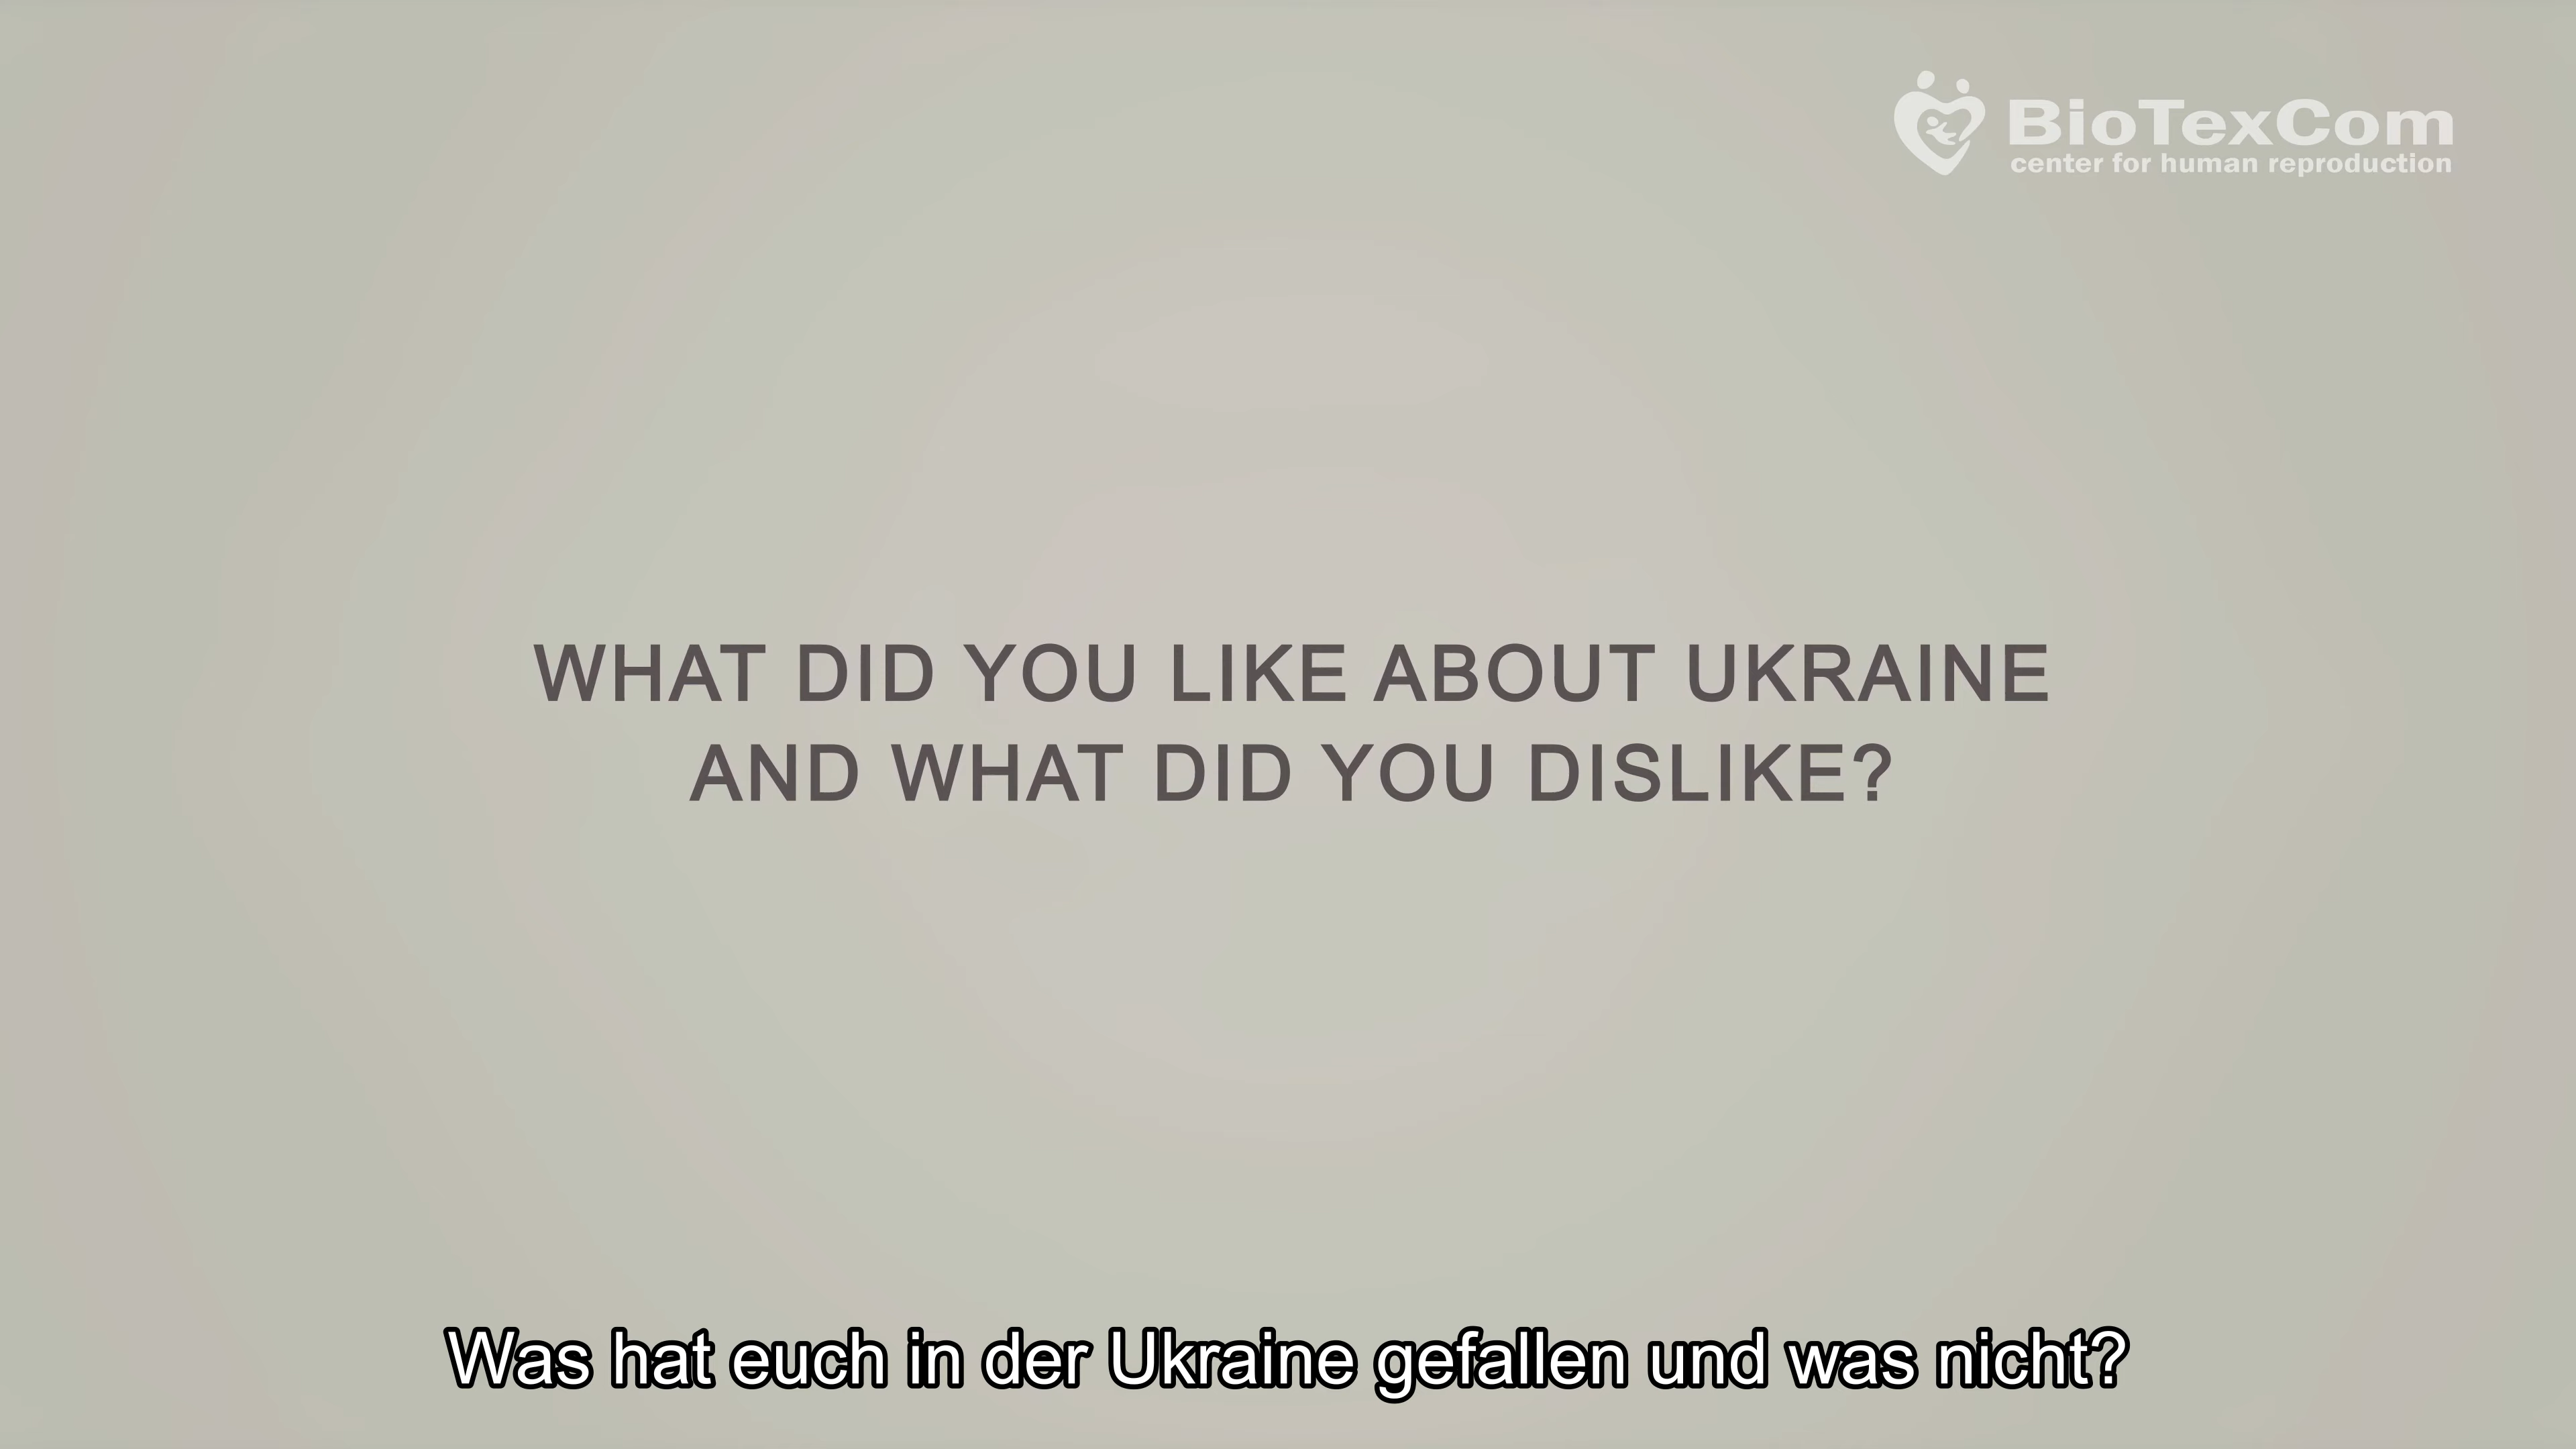 BioTexCom
center for human reproduction
WHAT DID YOU LIKE ABOUT UKRAINE
AND WHAT DID YOU DISLIKE?
Was hat euch in der Ukraine gefallen und was nicht?